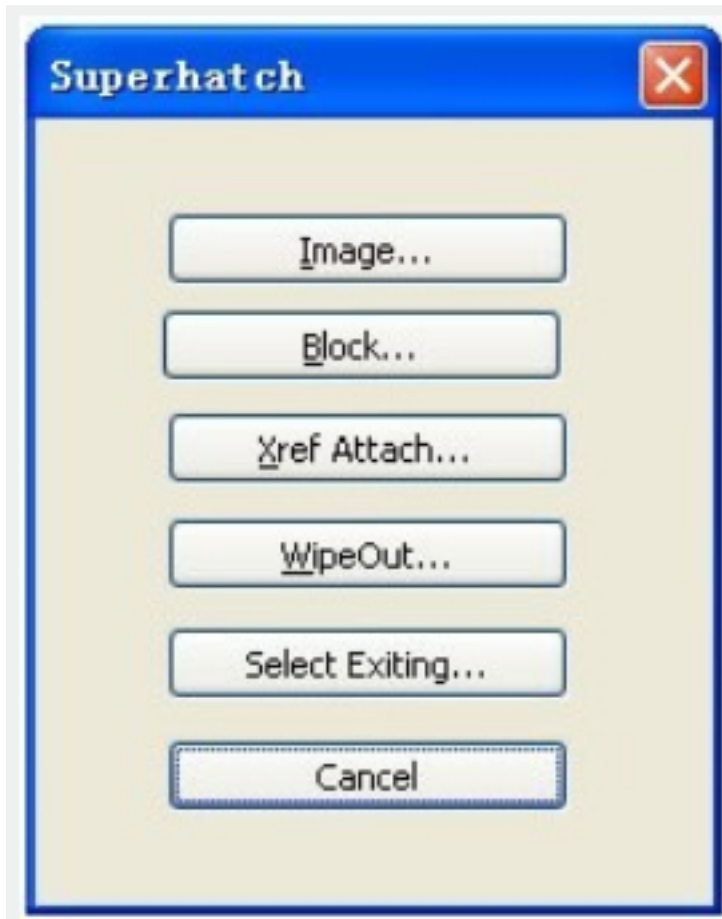 Superhatch
Image...
Block...
Xref Attach...
WipeOut...
Select Exiting...
Cancel